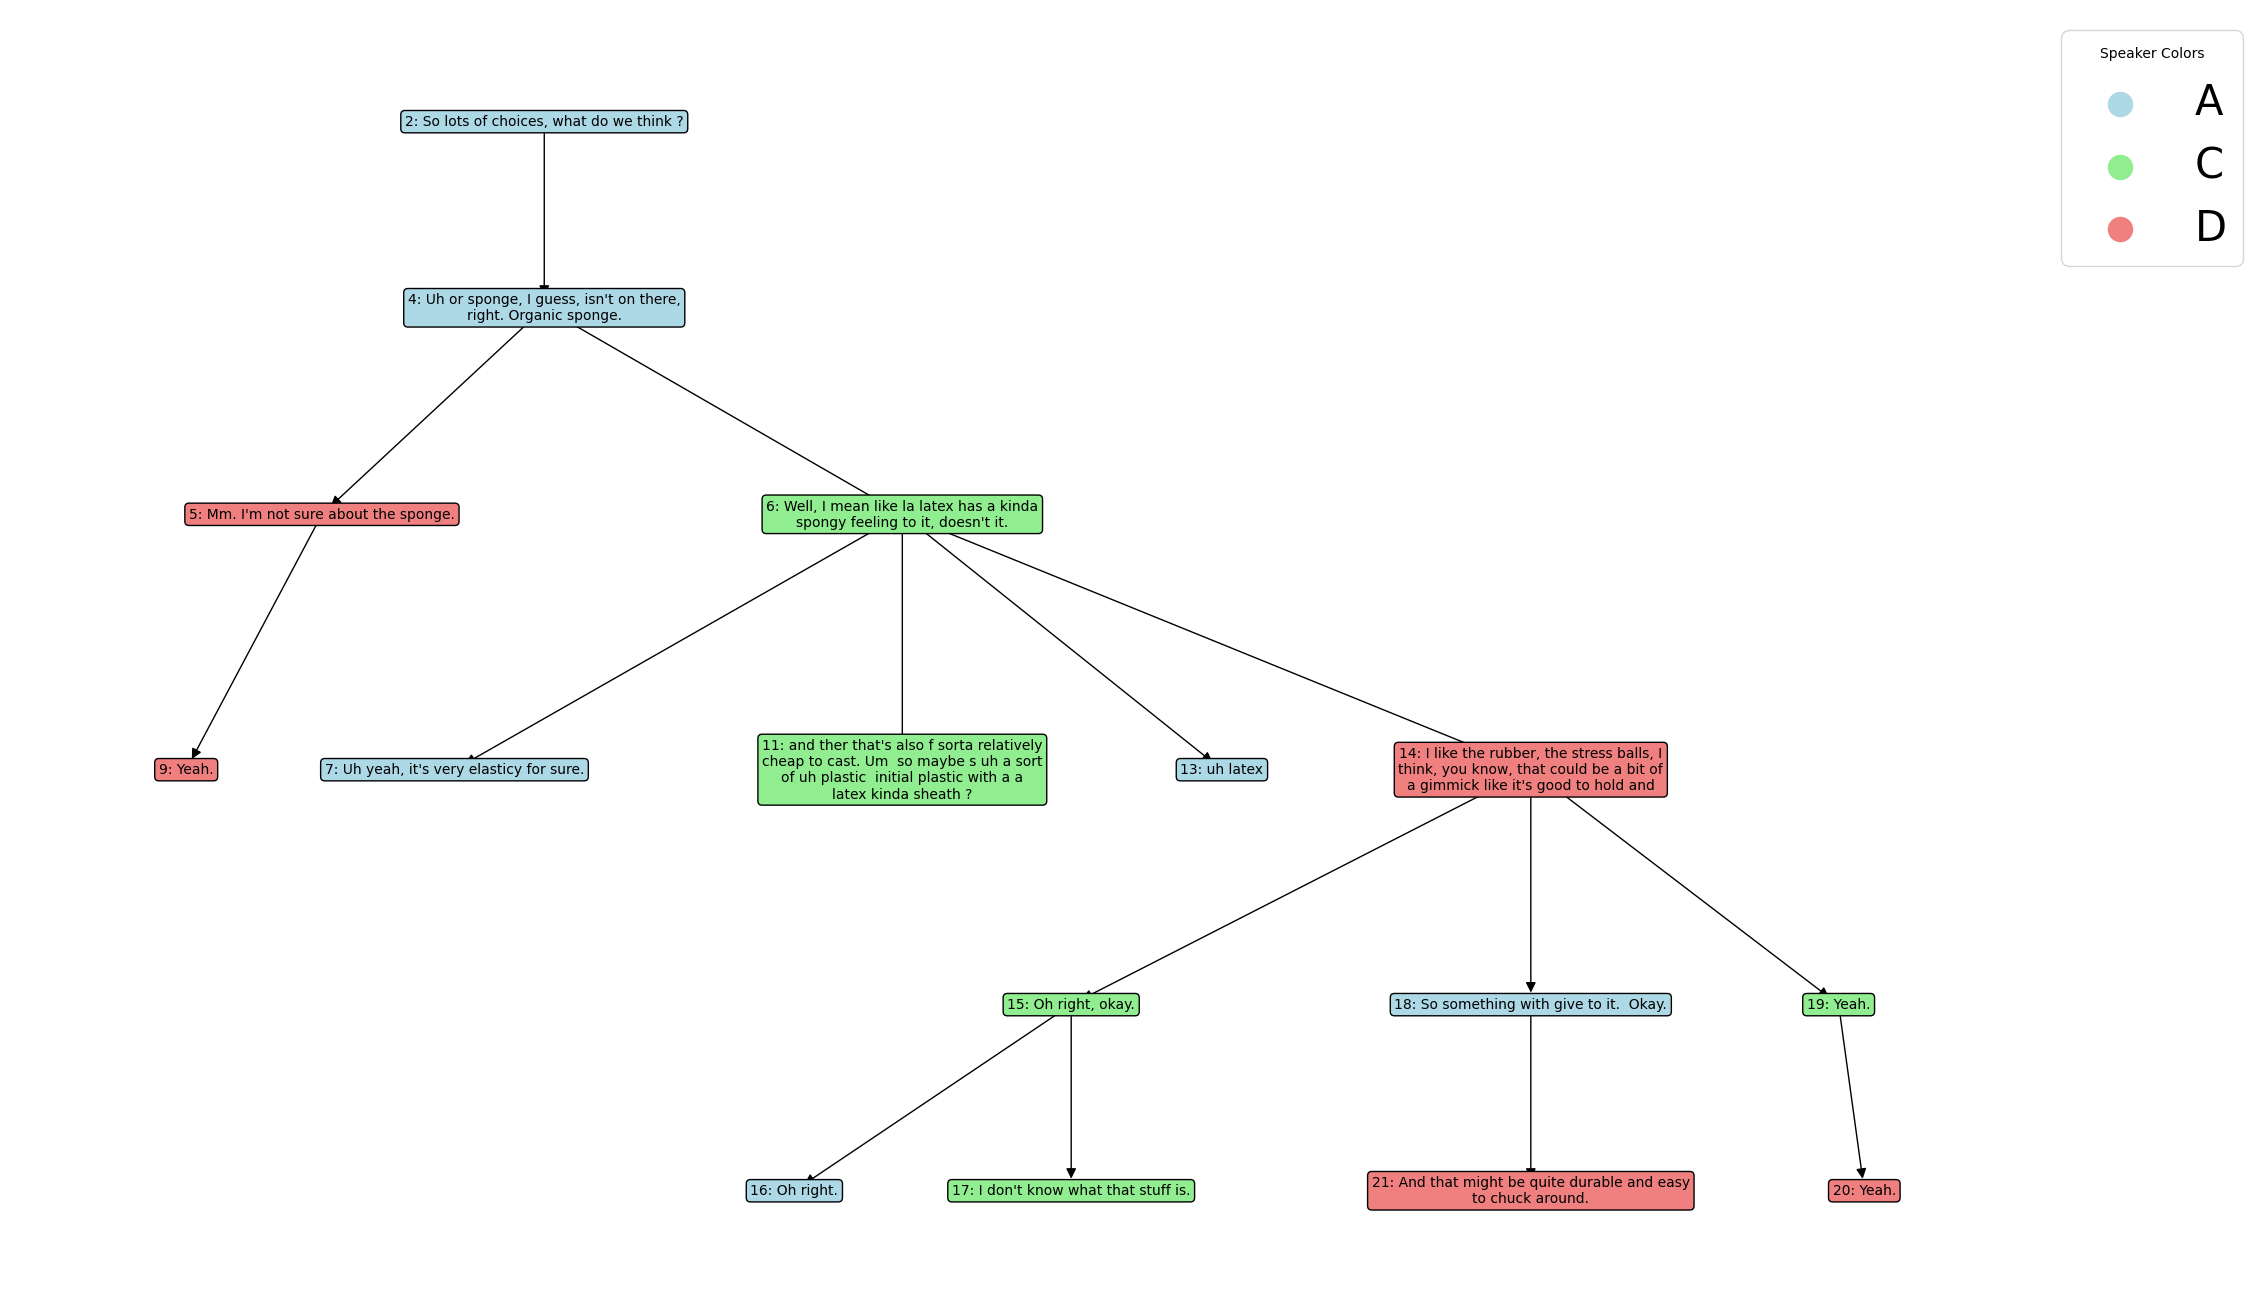 Speaker Colors
A
C
D
2: So lots of choices, what do we think ?
4: Uh or sponge, I guess, isn't on there,
right. Organic sponge.
5: Mm. I'm not sure about the sponge.
6: Well, I mean like la latex has a kinda
spongy feeling to it, doesn't it.
9: Yeah.
7: Uh yeah, it's very elasticy for sure.
11: and ther that's also f sorta relatively
cheap to cast. Um  so maybe s uh a sort
of uh plastic  initial plastic with a a
latex kinda sheath ?
13: uh latex
14: I like the rubber, the stress balls, I
think, you know, that could be a bit of
a gimmick like it's good to hold and
15: Oh right, okay.
18: So something with give to it.  Okay.
19: Yeah.
16: Oh right.
17: I don't know what that stuff is.
21: And that might be quite durable and easy
to chuck around.
20: Yeah.